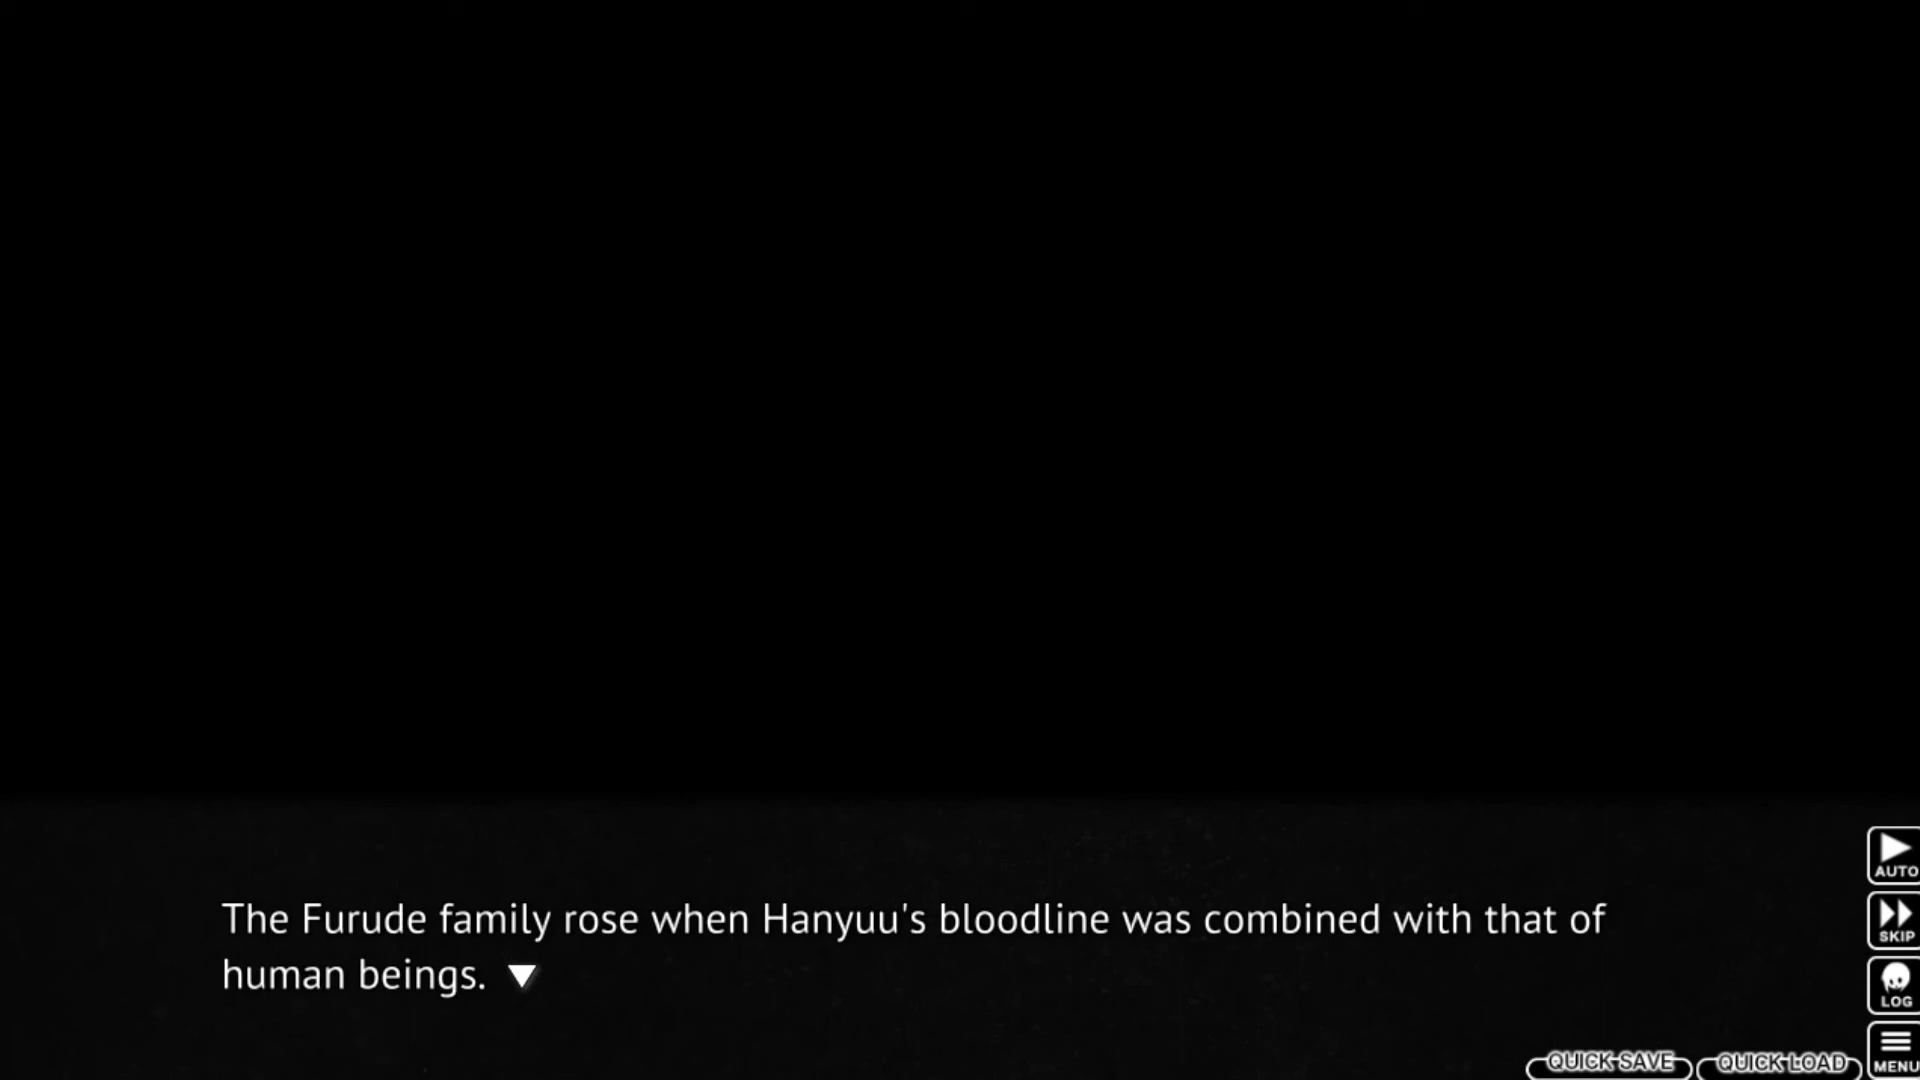 The Furude family rose when Hanyuu's bloodline was combined with that of
human beings.
AUTO
SKIP
LOG
MENU
QUICK SAVE
QUICK LOAD